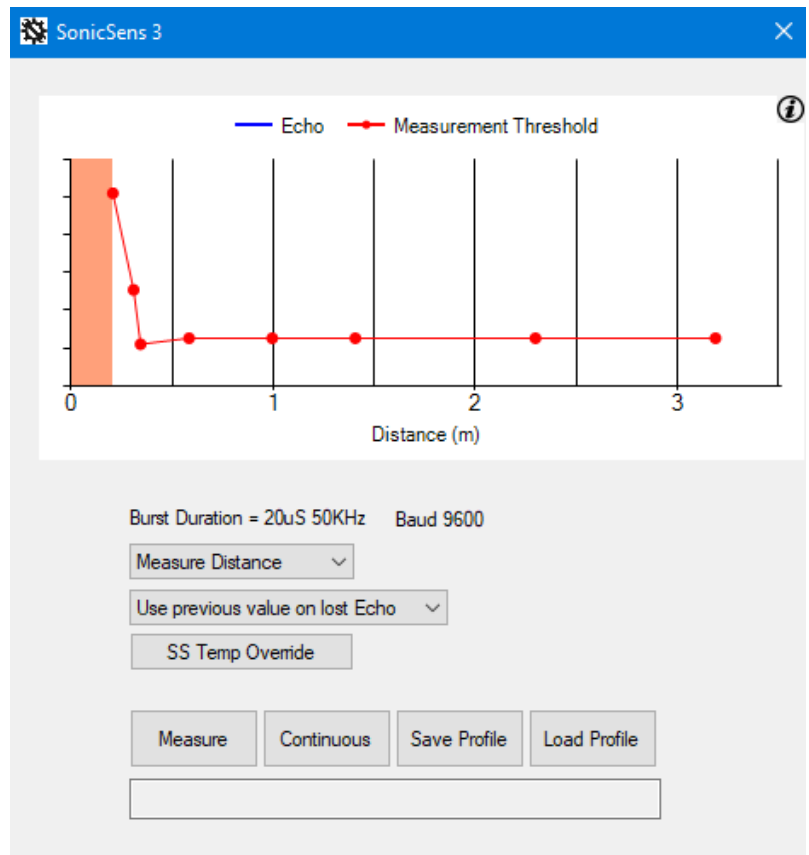 SonicSens 3
Echo Measurement Threshold
0 1 2 3
Distance (m)
Burst Duration = 20uS 50KHz Baud 9600
Measure Distance
Use previous value on lost Echo
SS Temp Override
Measure Continuous Save Profile Load Profile